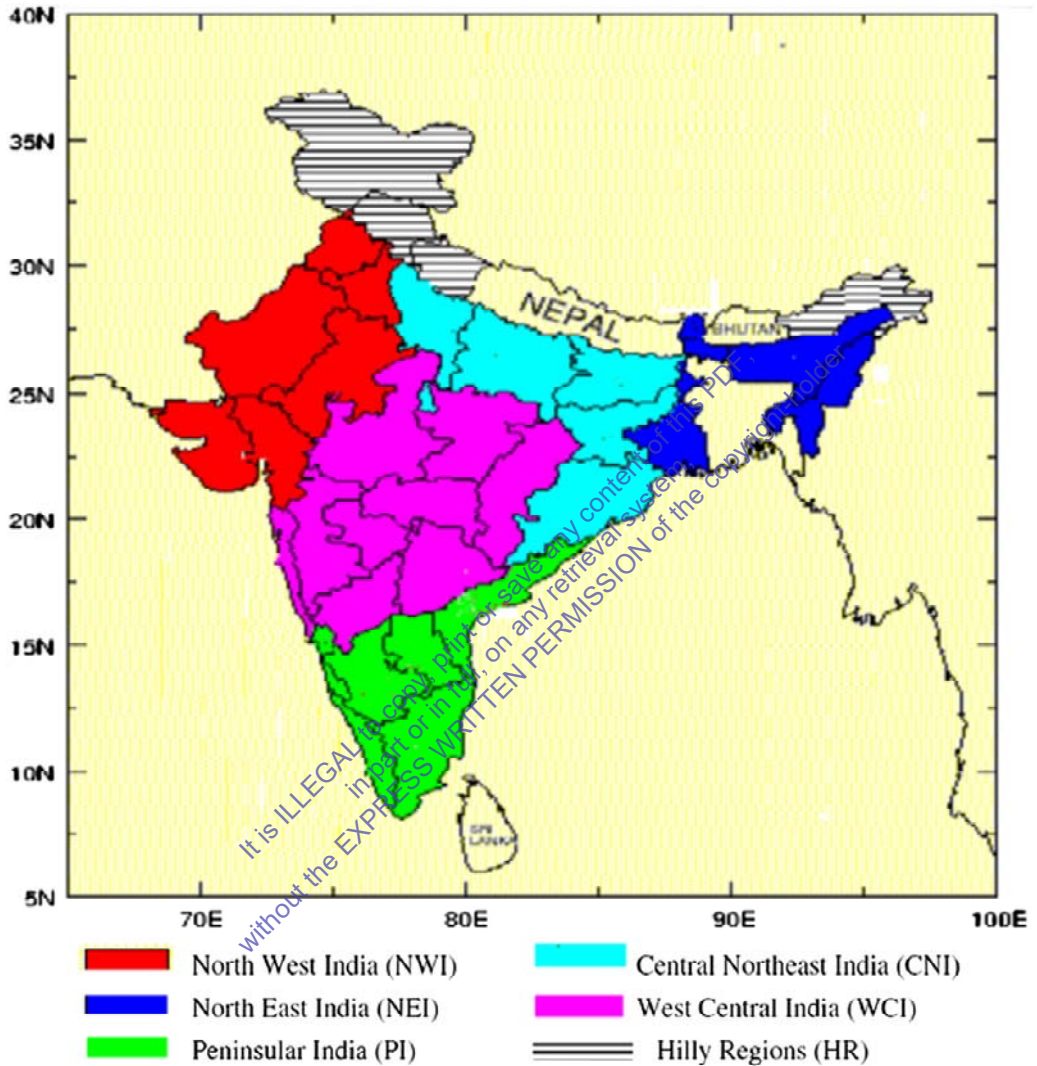 40N
35N
30N
25N
20N
15N
10N
5N
NEPAL
BHUTAN
SRI
LANKA
It is ILLEGAL to copy, print or save any content of this PDF,
in part or in full, on any retrieval system
without the EXPRESS WRITTEN PERMISSION of the copyright holder
70E 80E 90E 100E
North West India (NWI) Central Northeast India (CNI)
North East India (NEI) West Central India (WCI)
Peninsular India (PI) Hilly Regions (HR)